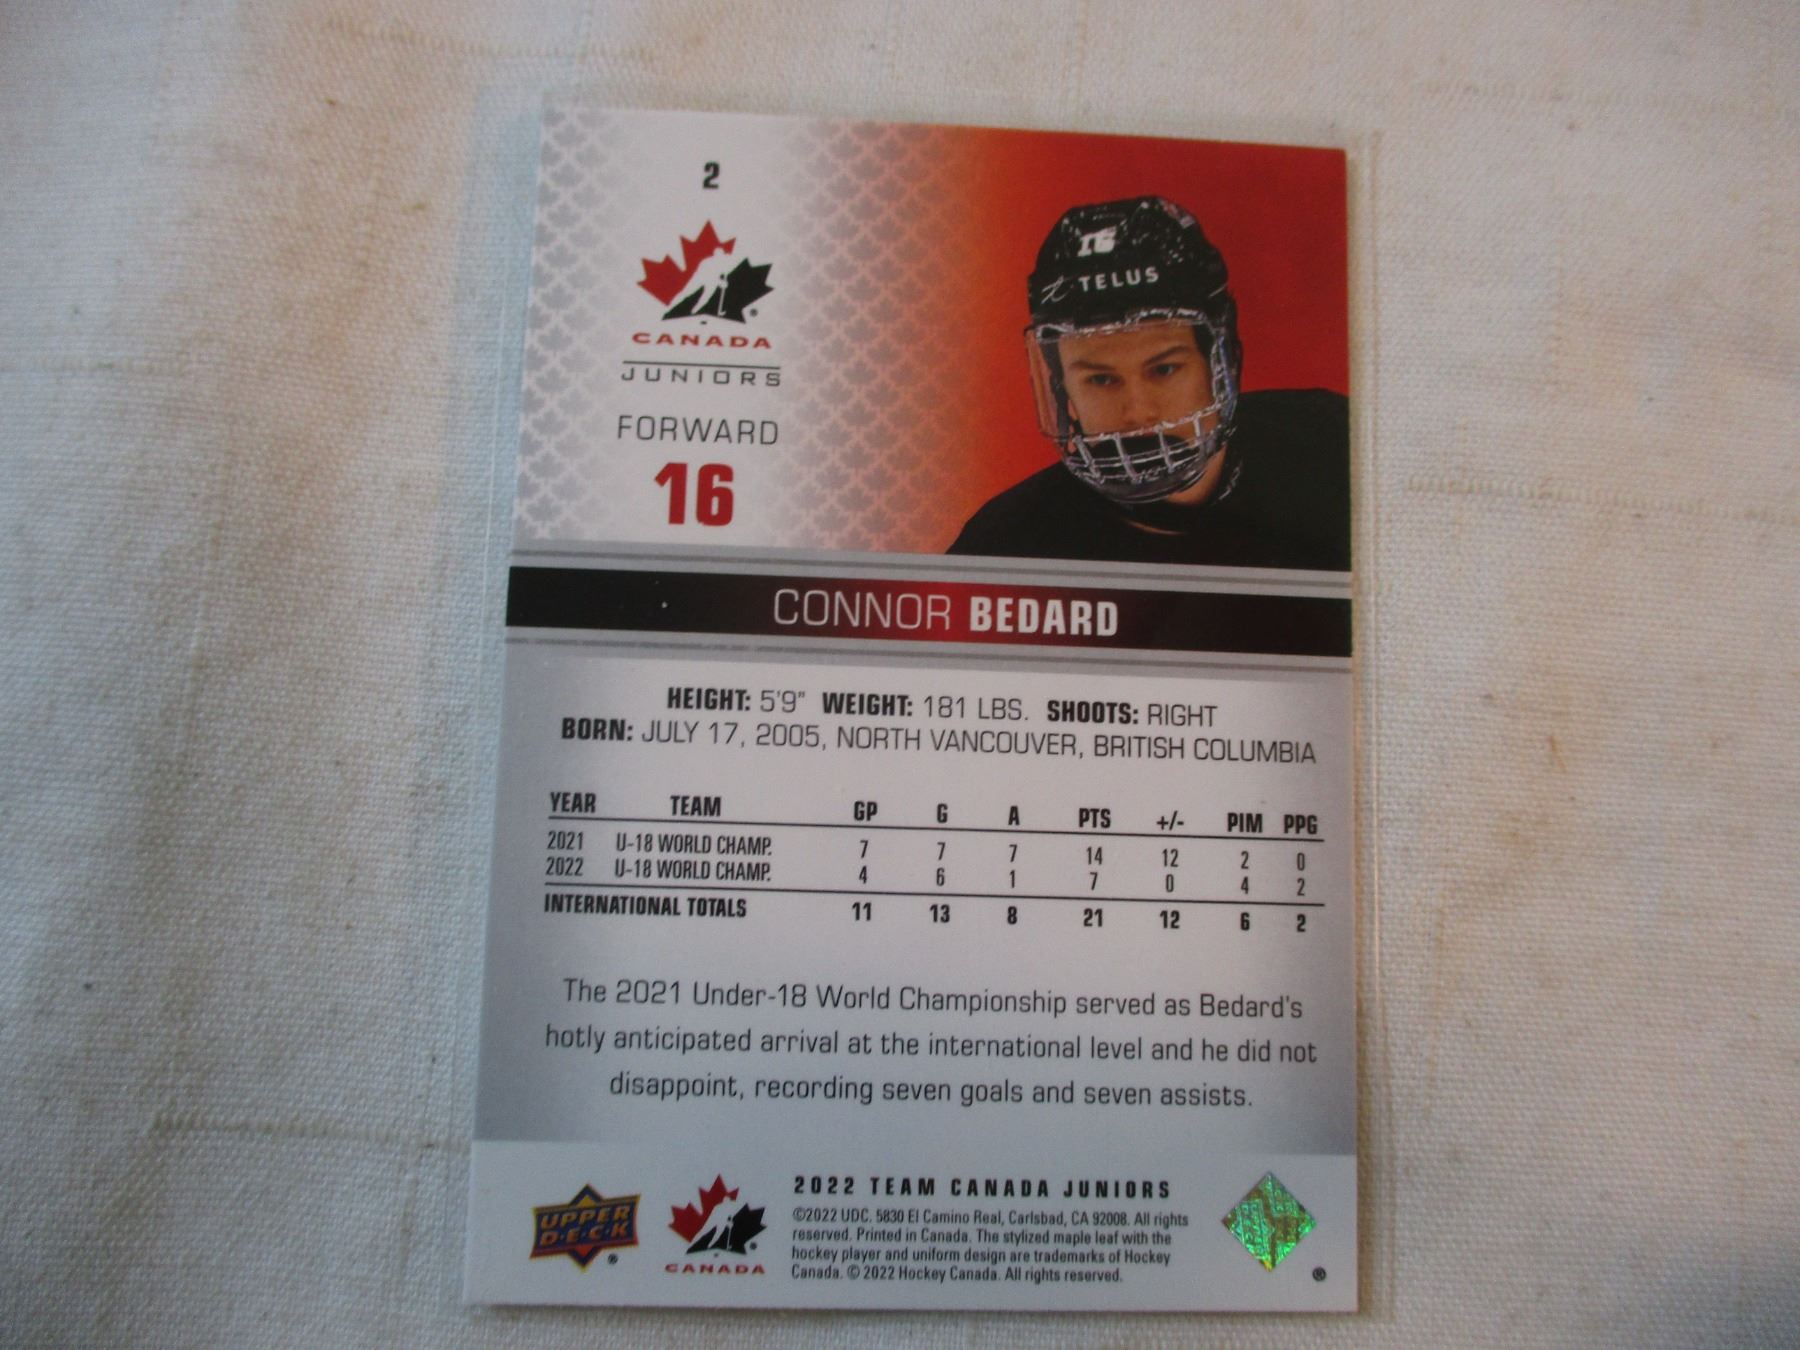 2
CANADA
JUNIORS
FORWARD
16
16
TELUS
CONNOR BEDARD
HEIGHT: 5'9" WEIGHT: 181 LBS. SHOOTS: RIGHT
BORN: JULY 17, 2005, NORTH VANCOUVER, BRITISH COLUMBIA
YEAR TEAM GP G A PTS +/- PIM PPG
2021 U-18 WORLD CHAMP. 7 7 7 14 12 2 0
2022 U-18 WORLD CHAMP. 4 6 1 7 0 4 2
INTERNATIONAL TOTALS 11 13 8 21 12 6 2
The 2021 Under-18 World Championship served as Bedard's
hotly anticipated arrival at the international level and he did not
disappoint, recording seven goals and seven assists.
UPPER
D·E·C·K
®
CANADA
2022 TEAM CANADA JUNIORS
©2022 UDC. 5830 El Camino Real, Carlsbad, CA 92008. All rights
reserved. Printed in Canada. The stylized maple leaf with the
hockey player and uniform design are trademarks of Hockey
Canada. © 2022 Hockey Canada. All rights reserved.
®